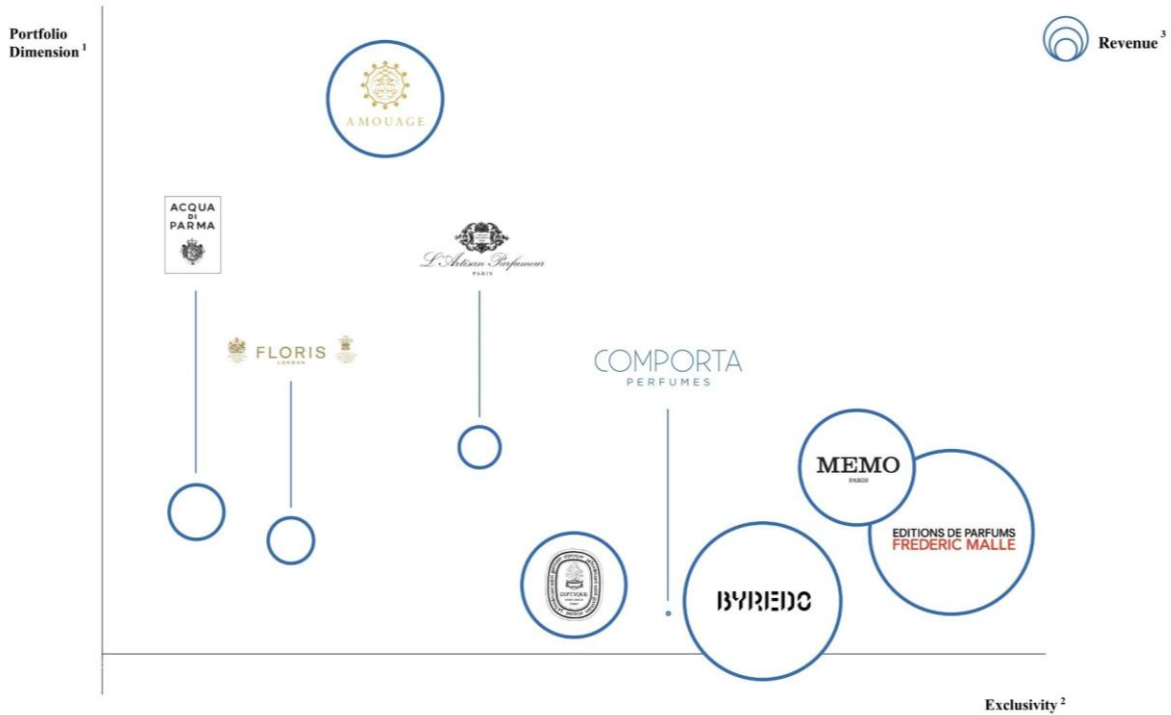 Portfolio
Dimension 1
Revenue 3
AMOUAGE
ACQUA
DI
PARMA
L'Artisan Parfumeur
PARIS
FLORIS
LONDON
COMPORTA
PERFUMES
MEMO
PARIS
EDITIONS DE PARFUMS
FREDERIC MALLE
DIPTYQUE
BYREDO
Exclusivity 2